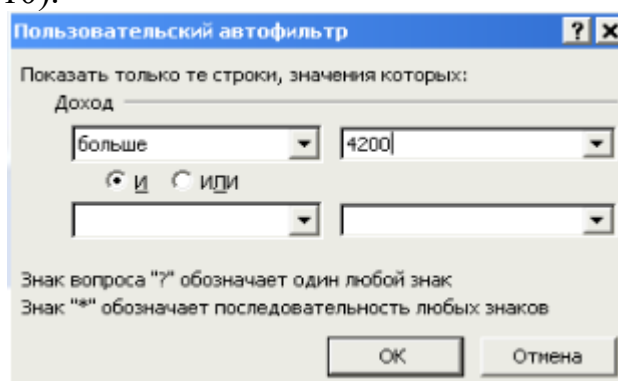 Пользовательский автофильтр
Показать только те строки, значения которых:
Доход
больше 4200
И ИЛИ
Знак вопроса "?" обозначает один любой знак
Знак "*" обозначает последовательность любых знаков
ОК Отмена